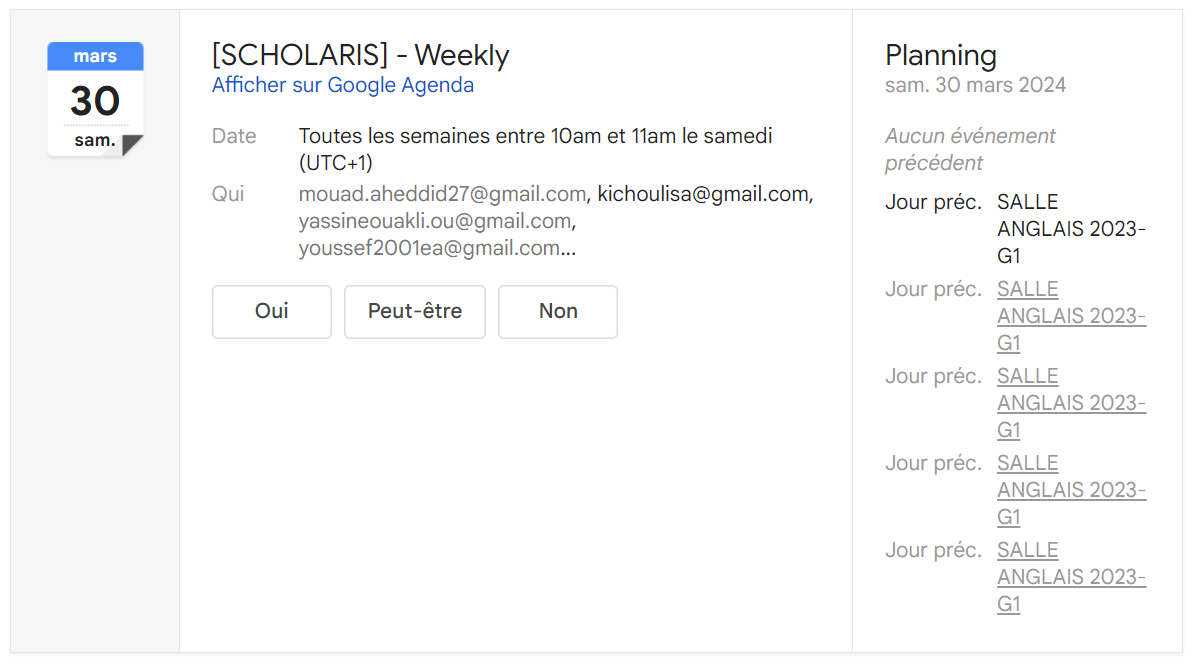 mars
30
sam.
[SCHOLARIS] - Weekly
Afficher sur Google Agenda
Date
Toutes les semaines entre 10am et 11am le samedi
(UTC+1)
Qui
mouad.aheddid27@gmail.com, kichoulisa@gmail.com,
yassineouakli.ou@gmail.com,
youssef2001ea@gmail.com...
Oui
Peut-être
Non
Planning
sam. 30 mars 2024
Aucun événement
précédent
Jour préc. SALLE
ANGLAIS 2023-
G1
Jour préc. SALLE
ANGLAIS 2023-
G1
Jour préc. SALLE
ANGLAIS 2023-
G1
Jour préc. SALLE
ANGLAIS 2023-
G1
Jour préc. SALLE
ANGLAIS 2023-
G1